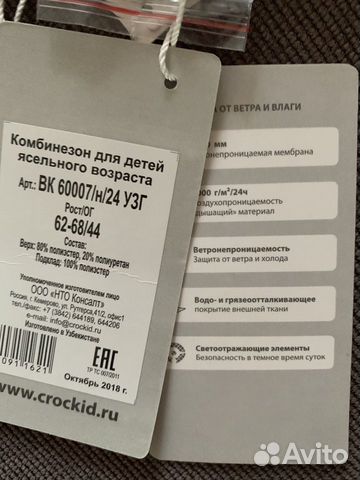 Комбинезон для детей
ясельного возраста
Арт.: ВК 60007/н/24 УЗГ
Рост/ОГ
62-68/44
Состав:
Верх: 80% полиэстер, 20% полиуретан
Подклад: 100% полиэстер
Уполномоченное изготовителем лицо
ООО «НТО Консалт»
Россия, г. Кемерово, ул. Рутгерса,41/2, офис1
тел./факс: +7 (3842) 644189, 644206
e-mail: info@crockid.ru
Изготовлено в Узбекистане
ЕАС
ТР ТС 007/2011
0911621
Октябрь 2018 г.
www.crockid.ru
ОТ ВЕТРА И ВЛАГИ
мм
мембрана
г/м²/24ч
материал
Ветронепроницаемость
Защита от ветра и холода
Водо- и грязеотталкивающее
покрытие внешней ткани
Светоотражающие элементы
Безопасность в темное время суток
Avito